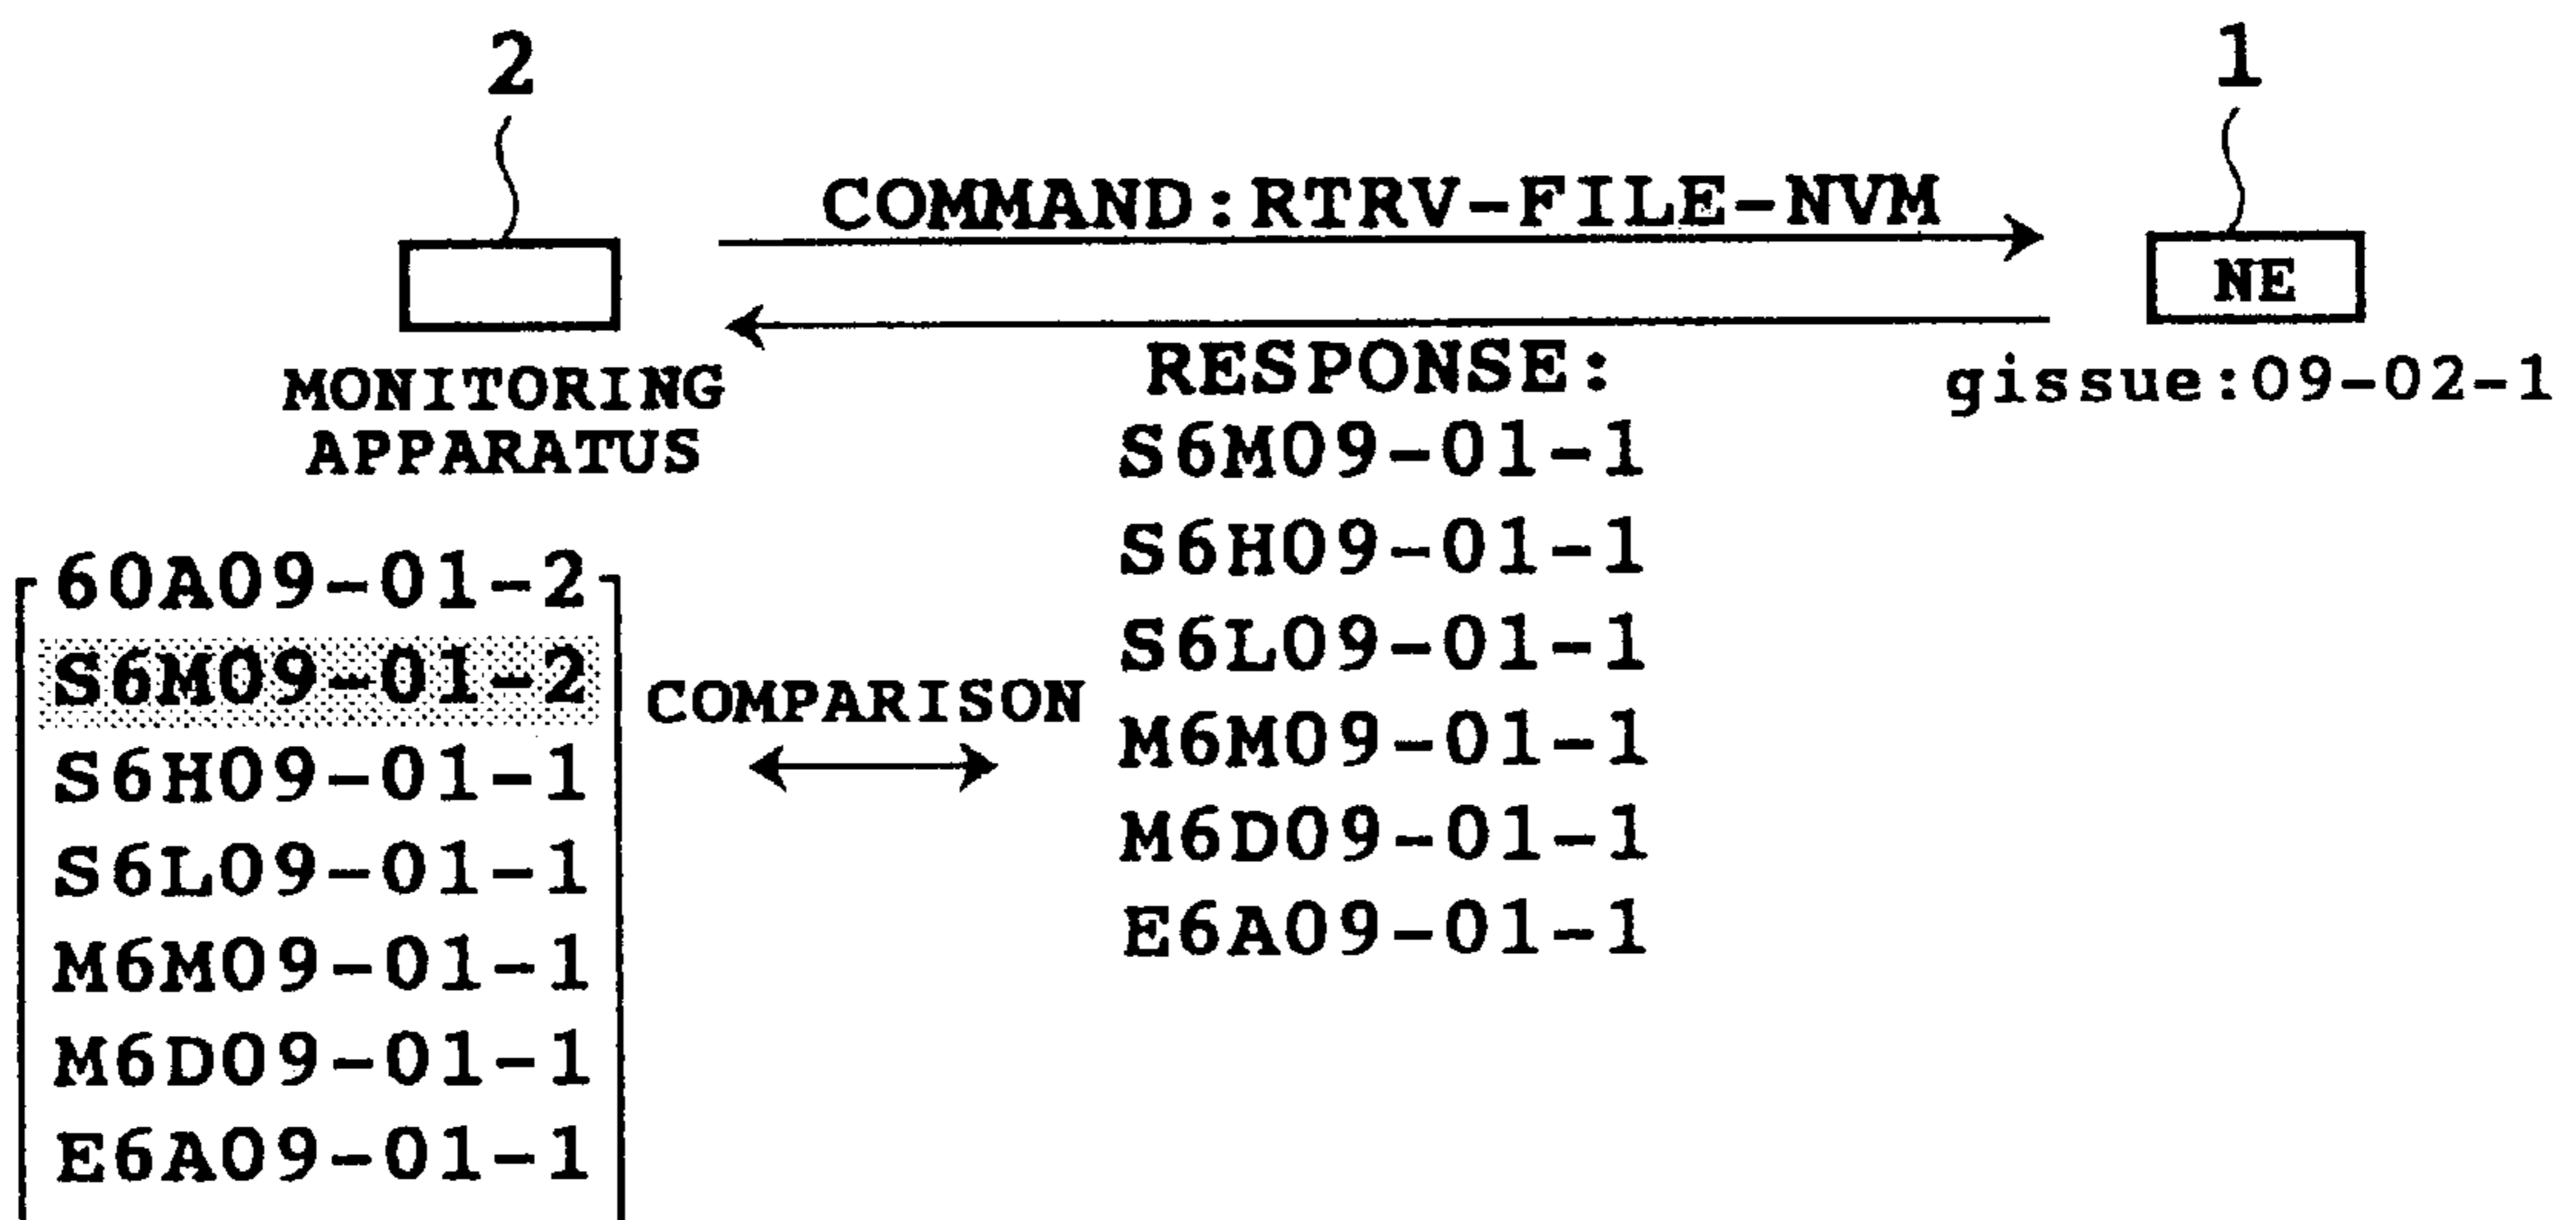 2
1
COMMAND:RTRV-FILE-NVM
NE
RESPONSE:
gissue:09-02-1
MONITORING
APPARATUS
S6M09-01-1
S6H09-01-1
S6L09-01-1
M6M09-01-1
M6D09-01-1
E6A09-01-1
COMPARISON
60A09-01-2
S6M09-01-2
S6H09-01-1
S6L09-01-1
M6M09-01-1
M6D09-01-1
E6A09-01-1